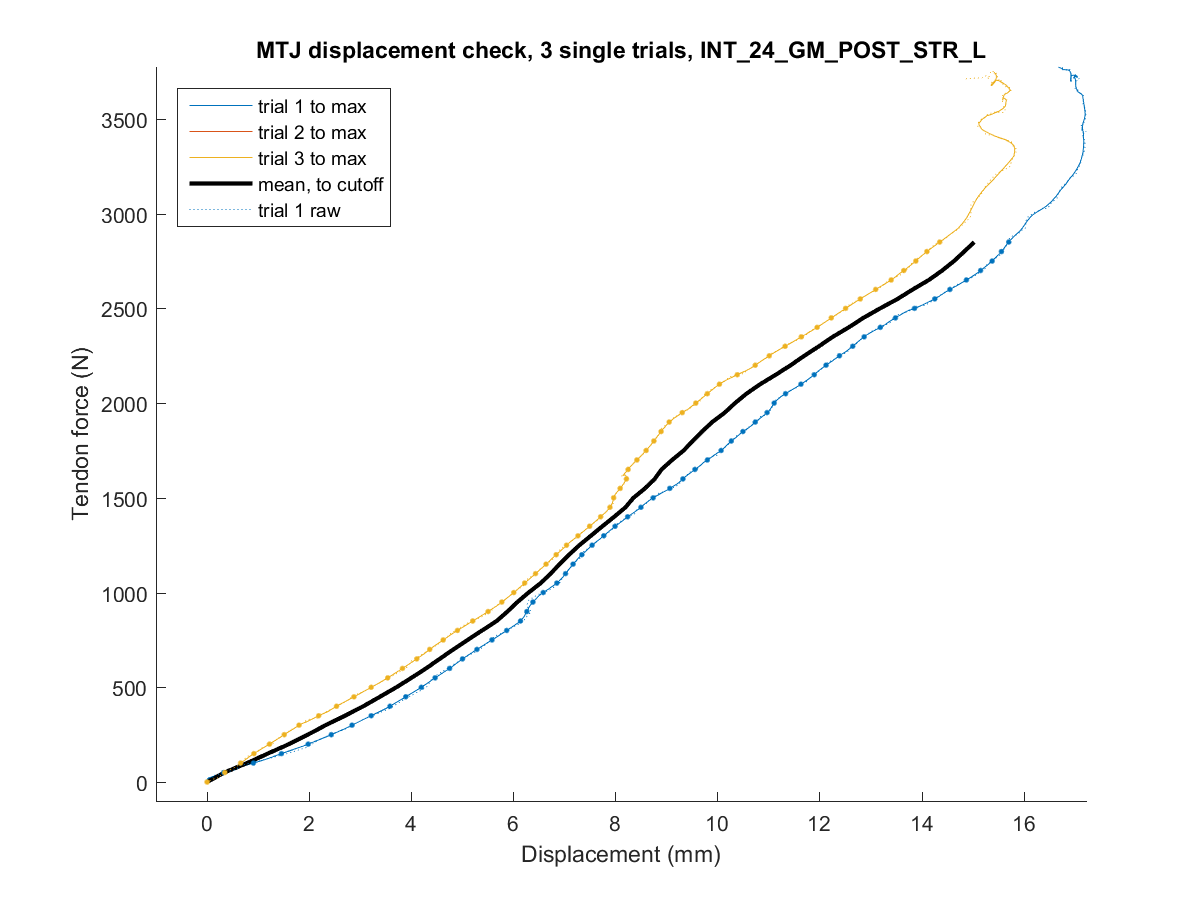 MTJ displacement check, 3 single trials, INT_24_GM_POST_STR_L
trial 1 to max
trial 2 to max
trial 3 to max
mean, to cutoff
trial 1 raw
3500
3000
2500
2000
1500
1000
500
0
Tendon force (N)
0 2 4 6 8 10 12 14 16
Displacement (mm)